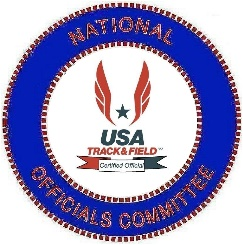 NATIONAL
USA
TRACK&FIELD
Certified Official
OFFICIALS COMMITTEE